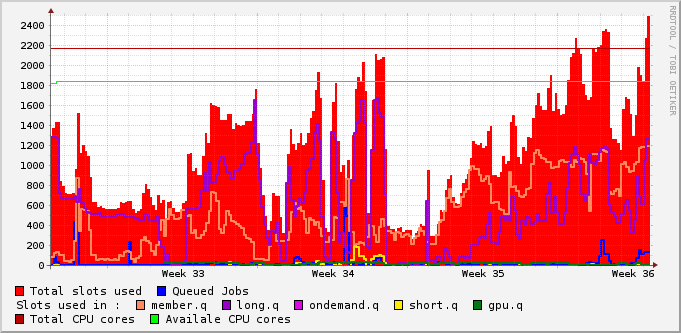 RRDTOOL / TOBI OETIKER
2400
2200
2000
1800
1600
1400
1200
1000
800
600
400
200
0
Week 33 Week 34 Week 35 Week 36
Total slots used Queued Jobs
Slots used in : member.q long.q ondemand.q short.q gpu.q
Total CPU cores Availale CPU cores